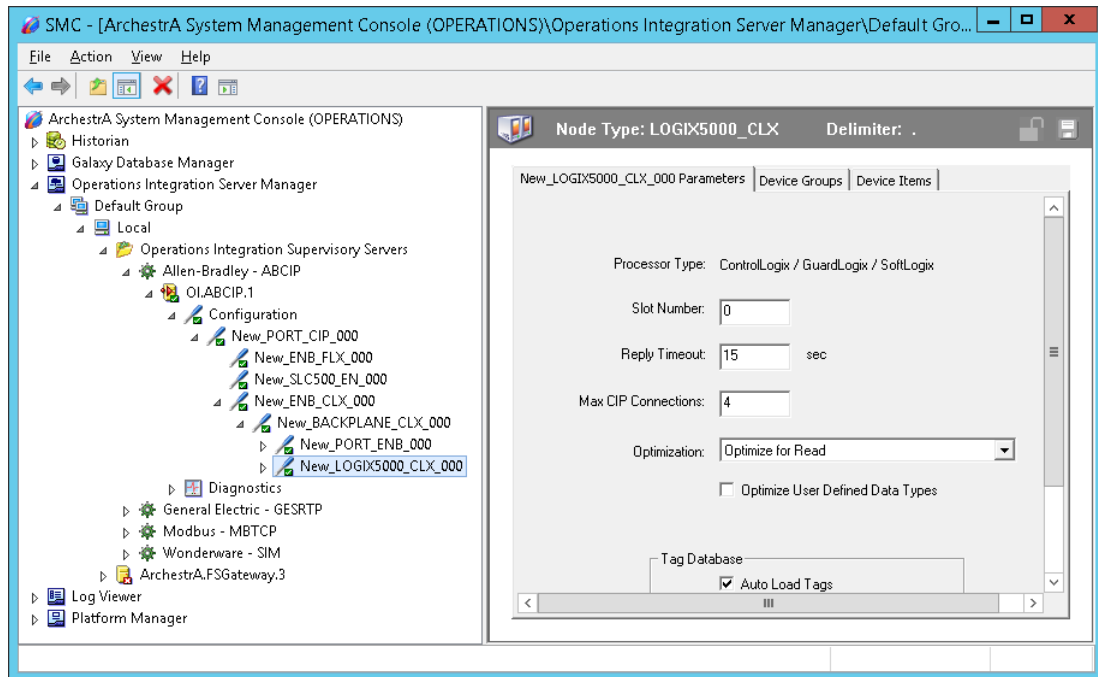 SMC - [ArchestrA System Management Console (OPERATIONS)\Operations Integration Server Manager\Default Gro...
File Action View Help
ArchestrA System Management Console (OPERATIONS)
Historian
Galaxy Database Manager
Operations Integration Server Manager
Default Group
Local
Operations Integration Supervisory Servers
Allen-Bradley - ABCIP
OI.ABCIP.1
Configuration
New_PORT_CIP_000
New_ENB_FLX_000
New_SLC500_EN_000
New_ENB_CLX_000
New_BACKPLANE_CLX_000
New_PORT_ENB_000
New_LOGIX5000_CLX_000
Diagnostics
General Electric - GESRTP
Modbus - MBTCP
Wonderware - SIM
ArchestrA.FSGateway.3
Log Viewer
Platform Manager
Node Type: LOGIX5000_CLX Delimiter: .
New_LOGIX5000_CLX_000 Parameters Device Groups Device Items
Processor Type: ControlLogix / GuardLogix / SoftLogix
Slot Number: 0
Reply Timeout: 15 sec
Max CIP Connections: 4
Optimization: Optimize for Read
Optimize User Defined Data Types
Tag Database
Auto Load Tags